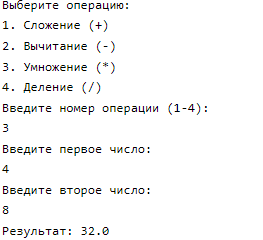 Выберите операцию:
1. Сложение (+)
2. Вычитание (-)
3. Умножение (*)
4. Деление (/)
Введите номер операции (1-4):
3
Введите первое число:
4
Введите второе число:
8
Результат: 32.0